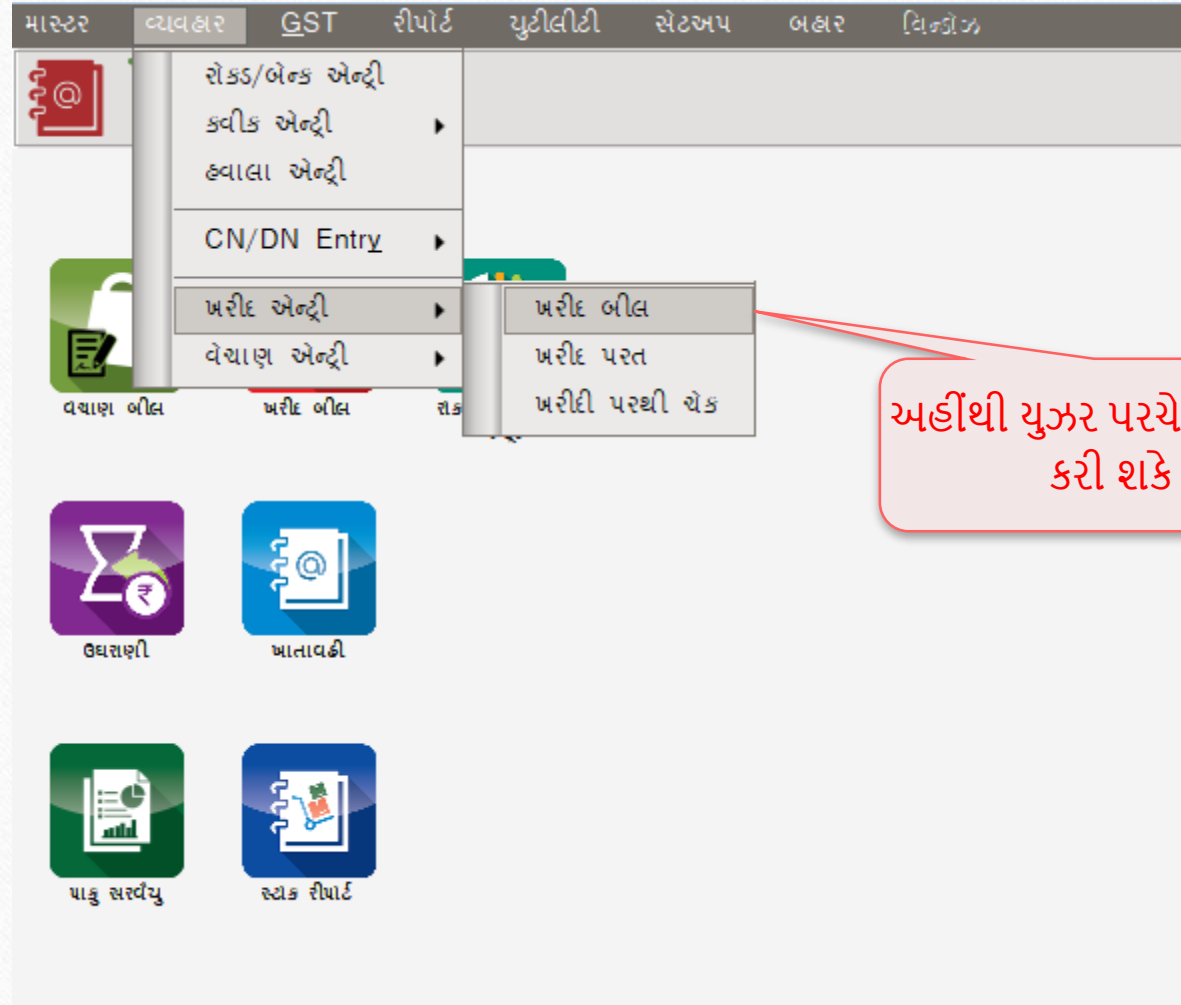 માસ્ટર વ્યવહાર GST રીપોર્ટ યુટીલીટી સેટઅપ બહાર વિન્ડોઝ
રોકડ/બેન્ક એન્ટ્રી
કવીક એન્ટ્રી
હવાલા એન્ટ્રી
CN/DN Entry
ખરીદ એન્ટ્રી
વેચાણ એન્ટ્રી
ખરીદ બીલ
ખરીદ પરત
ખરીદી પરથી ચેક
અહીંથી યુઝર પરચે
કરી શકે
વેચાણ બીલ ખરીદ બીલ
ઉઘરાણી ખાતાવહી
પાકુ સરવૈયુ સ્ટોક રીપોર્ટ